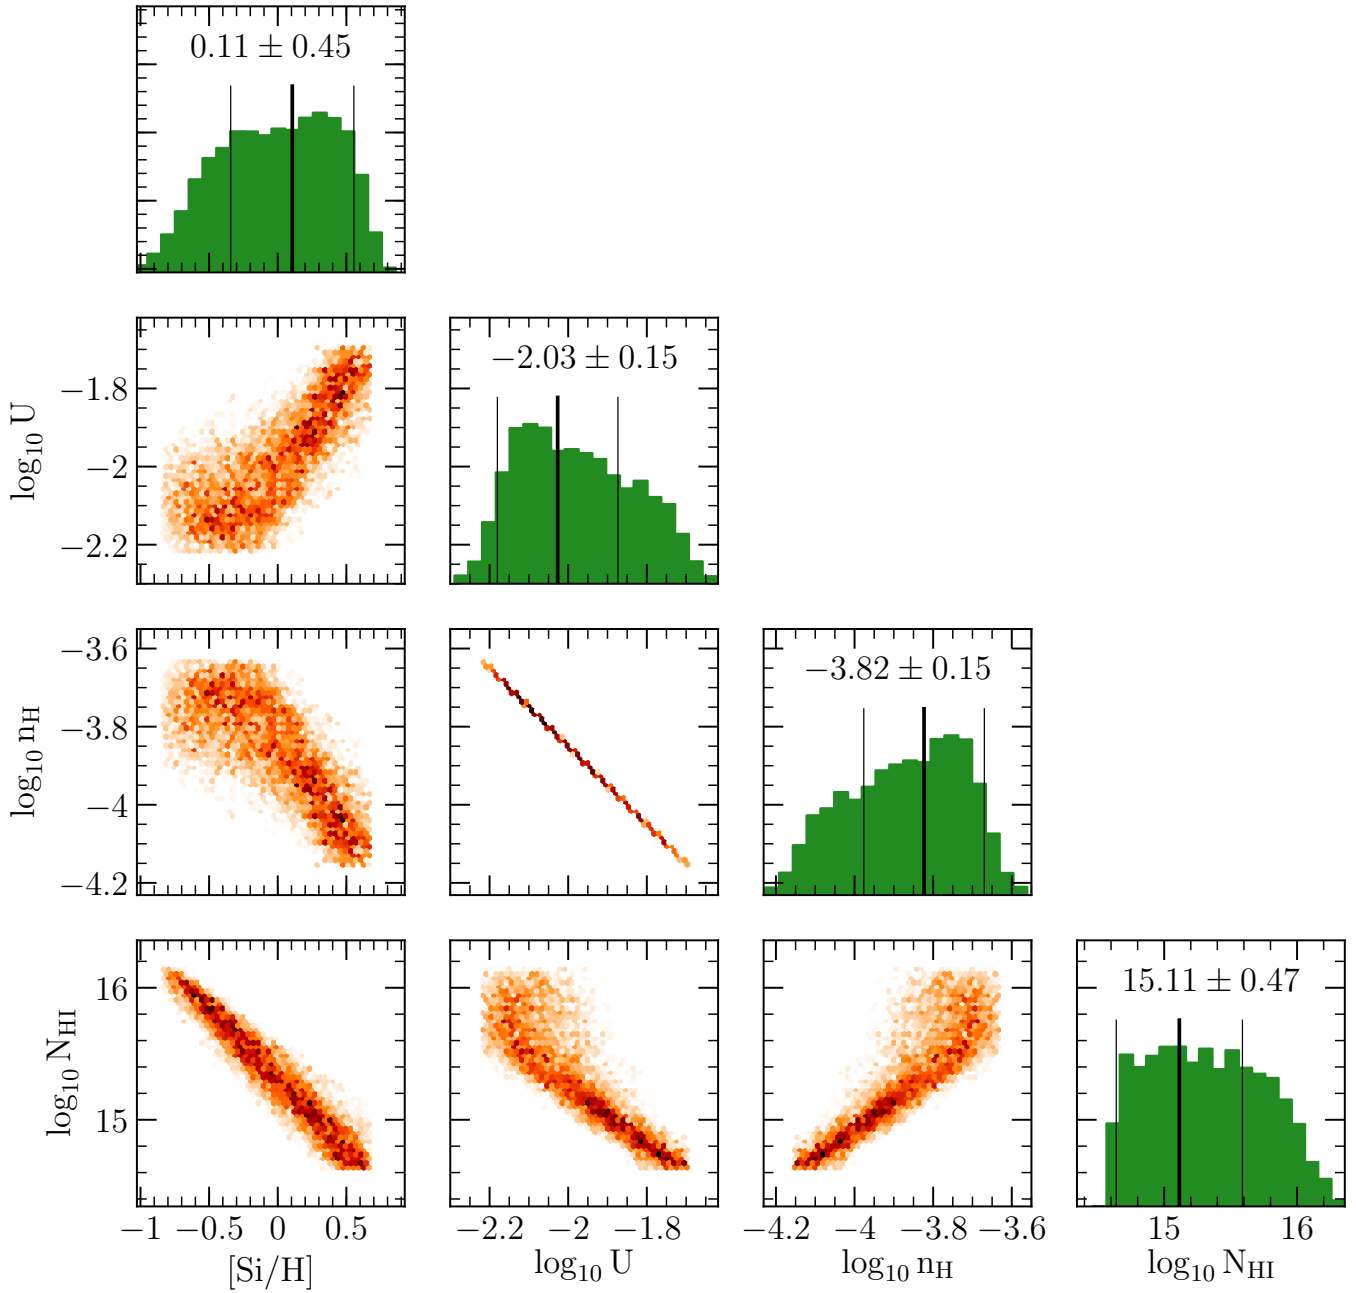 0.11 ± 0.45
log₁₀ U
−1.8
−2
−2.2
−2.03 ± 0.15
log₁₀ n_H
−3.6
−3.8
−4
−4.2
−3.82 ± 0.15
log₁₀ N_HI
16
15
15.11 ± 0.47
−1 −0.5 0 0.5
−2.2 −2 −1.8
−4.2 −4 −3.8 −3.6
15 16
[Si/H]
log₁₀ U
log₁₀ n_H
log₁₀ N_HI